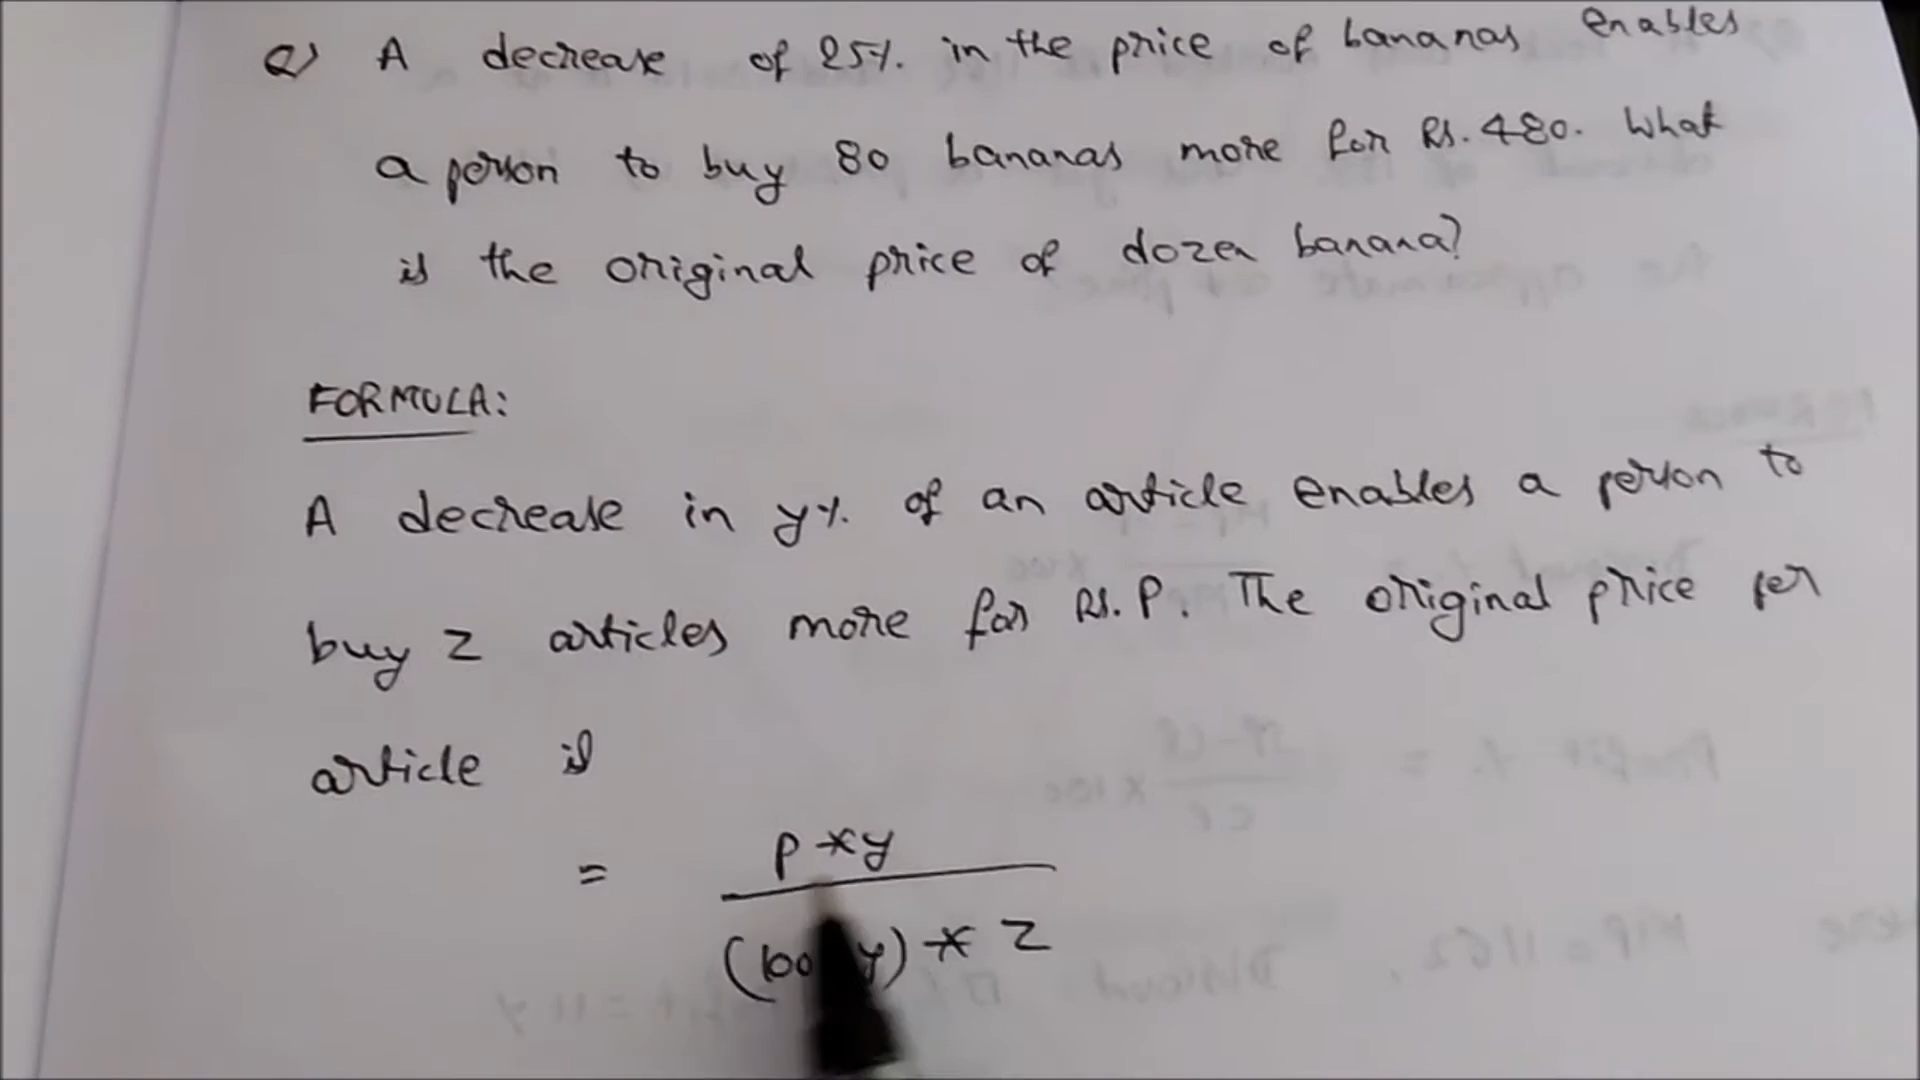 Q) A decrease of 25%. in the price of bananas enables
a person to buy 80 bananas more for Rs. 480. What
is the original price of dozen banana?
FORMULA:
A decrease in y%. of an article enables a person to
buy z articles more for Rs. P. The original price per
article is
= P * y
(100 y) * z